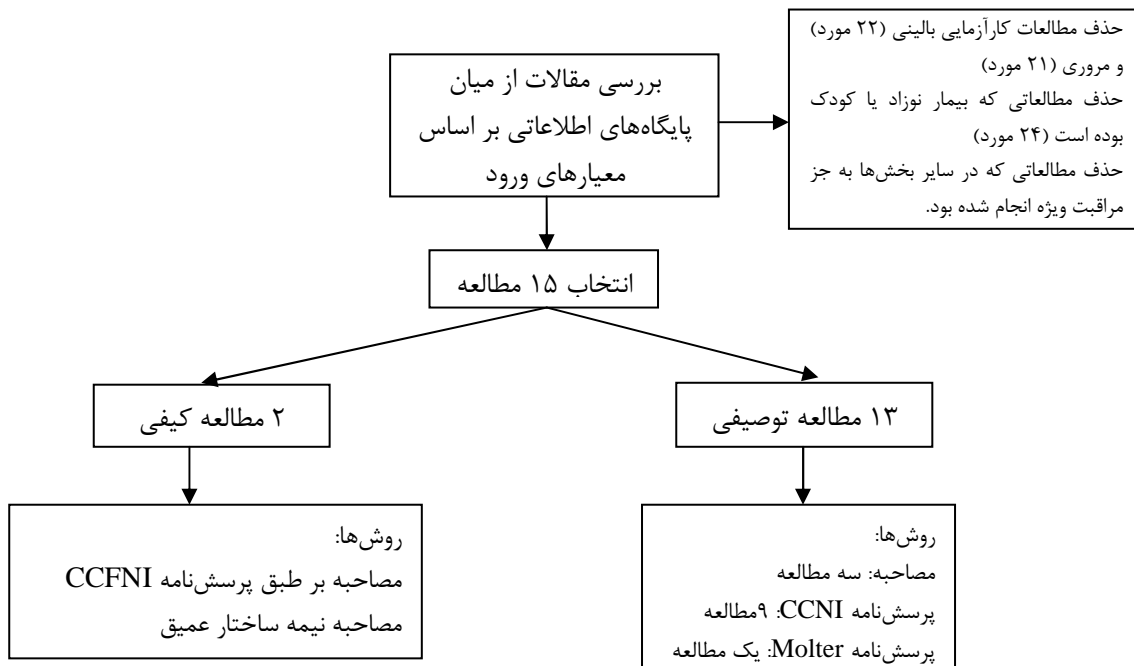 بررسی مقالات از میان
پایگاه‌های اطلاعاتی بر اساس
معیارهای ورود
حذف مطالعات کارآزمایی بالینی (۲۲ مورد)
و مروری (۲۱ مورد)
حذف مطالعاتی که بیمار نوزاد یا کودک
بوده است (۲۴ مورد)
حذف مطالعاتی که در سایر بخش‌ها به جز
مراقبت ویژه انجام شده بود.
انتخاب ۱۵ مطالعه
۱۳ مطالعه توصیفی
۲ مطالعه کیفی
روش‌ها:
مصاحبه: سه مطالعه
پرسش‌نامه CCNI: ۹مطالعه
پرسش‌نامه Molter: یک مطالعه
روش‌ها:
مصاحبه بر طبق پرسش‌نامه CCFNI
مصاحبه نیمه ساختار عمیق